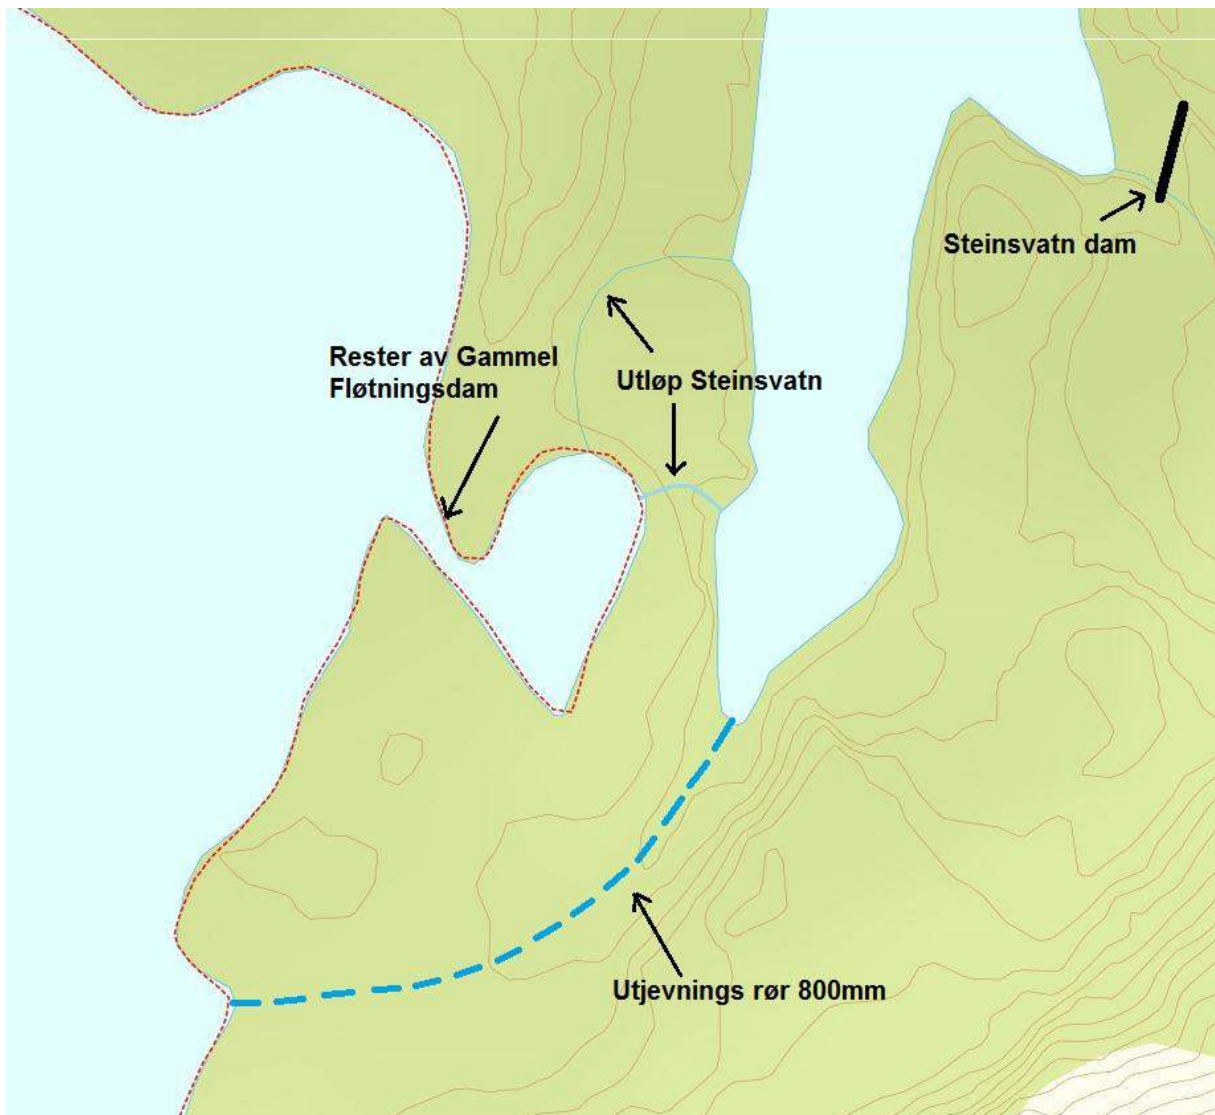 Steinsvatn dam
Rester av Gammel
Fløtningsdam
Utløp Steinsvatn
Utjevnings rør 800mm